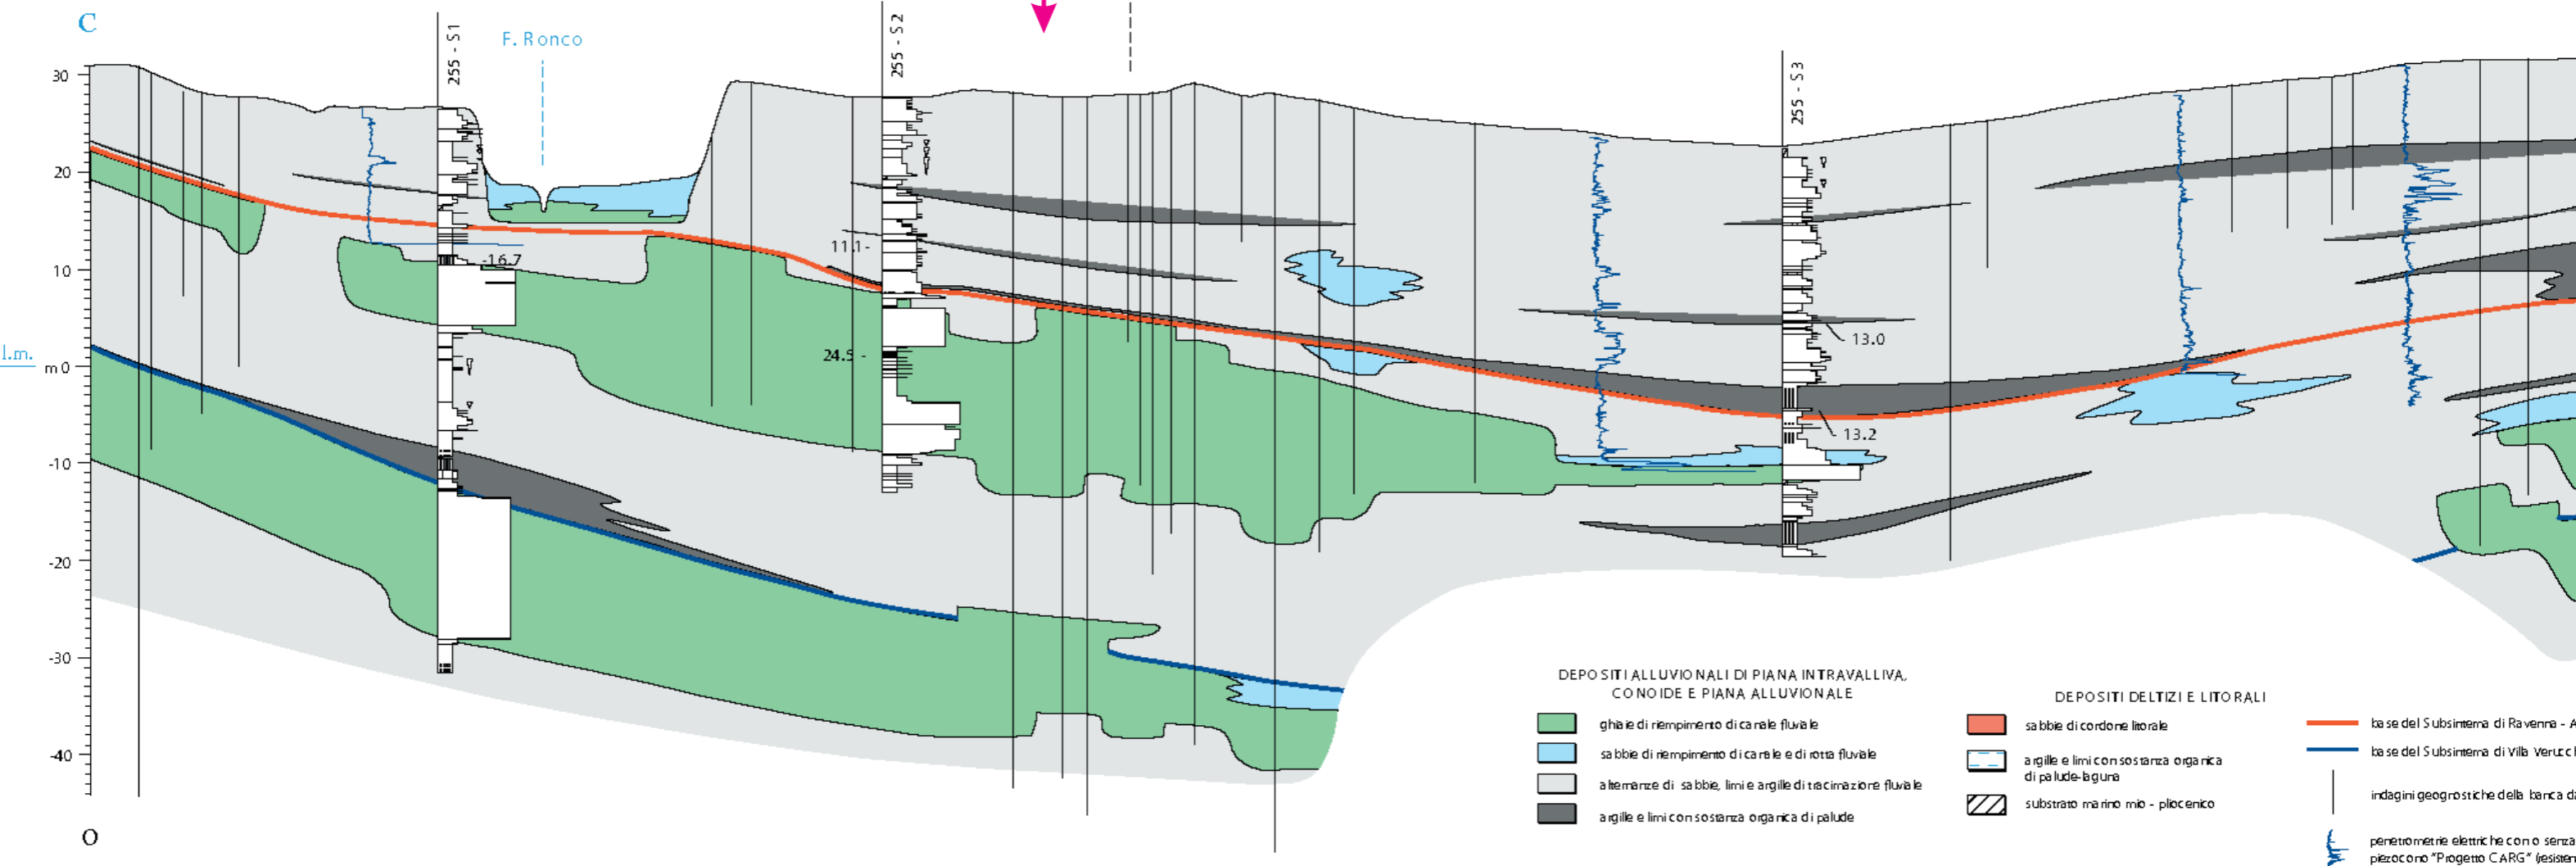 C
30
20
10
l.m.
m 0
-10
-20
-30
-40
O
255 - S1
F. Ronco
255 - S2
255 - S3
-16.7
11.1-
24.5 -
13.0
13.2
DEPOSITI ALLUVIONALI DI PIANA INTRAVALLIVA,
CONOIDE E PIANA ALLUVIONALE
ghiaie di riempimento di canale fluviale
sabbie di riempimento di canale e di rotta fluviale
alternanze di sabbie, limi e argille di tracimazione fluviale
argille e limi con sostanza organica di palude
DEPOSITI DELTIZI E LITORALI
sabbie di cordone litorale
argille e limi con sostanza organica
di palude-laguna
substrato marino mio - pliocenico
base del Subsintema di Ravenna - A
base del Subsintema di Villa Verucch
indagini geognostiche della banca da
penetrometrie elettriche con o senza
piezocono "Progetto CARG" (resisten